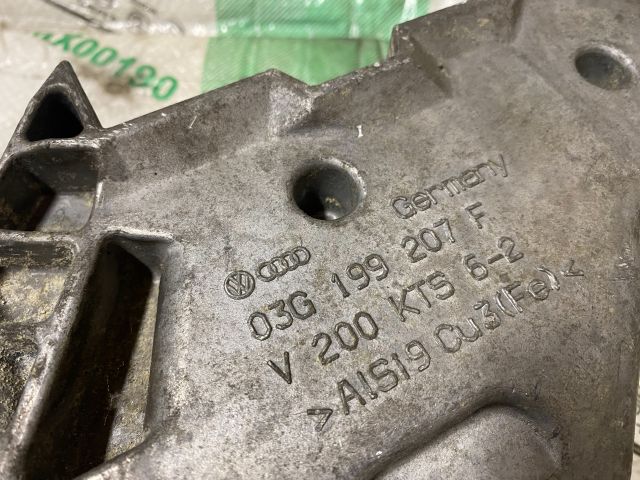 Germany
03G 199 207 F
V 200 KTS 6-2
>AlSi9 Cu3(Fe)<